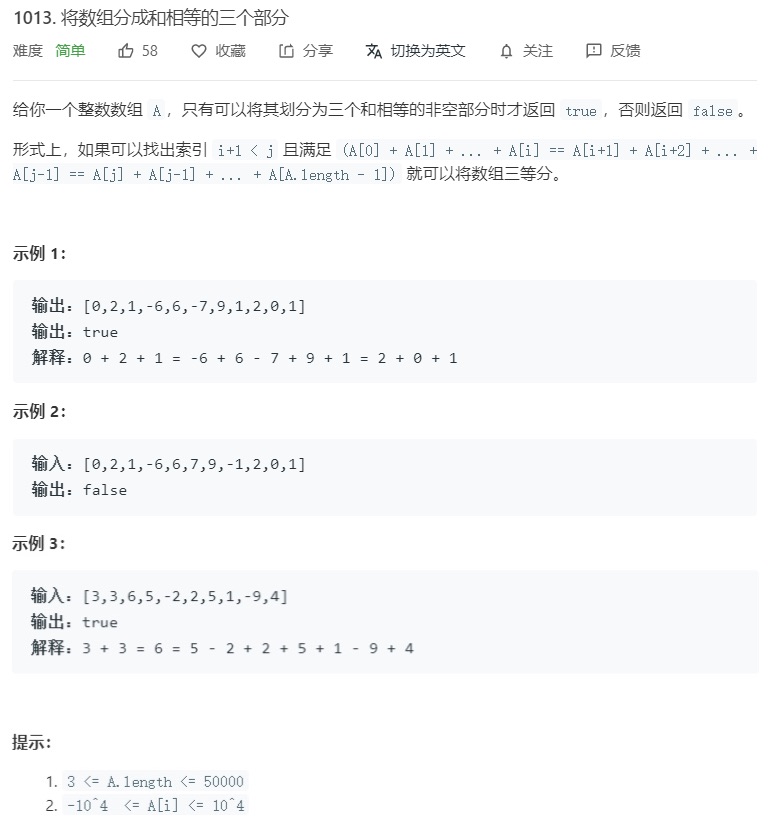 1013. 将数组分成和相等的三个部分
难度 简单 58 收藏 分享 切换为英文 关注 反馈
给你一个整数数组 A，只有可以将其划分为三个和相等的非空部分时才返回 true，否则返回 false。
形式上，如果可以找出索引 i+1 < j 且满足 (A[0] + A[1] + ... + A[i] == A[i+1] + A[i+2] + ... +
A[j-1] == A[j] + A[j-1] + ... + A[A.length - 1]) 就可以将数组三等分。
示例 1：
输出：[0,2,1,-6,6,-7,9,1,2,0,1]
输出：true
解释：0 + 2 + 1 = -6 + 6 - 7 + 9 + 1 = 2 + 0 + 1
示例 2：
输入：[0,2,1,-6,6,7,9,-1,2,0,1]
输出：false
示例 3：
输入：[3,3,6,5,-2,2,5,1,-9,4]
输出：true
解释：3 + 3 = 6 = 5 - 2 + 2 + 5 + 1 - 9 + 4
提示：
1. 3 <= A.length <= 50000
2. -10^4 <= A[i] <= 10^4